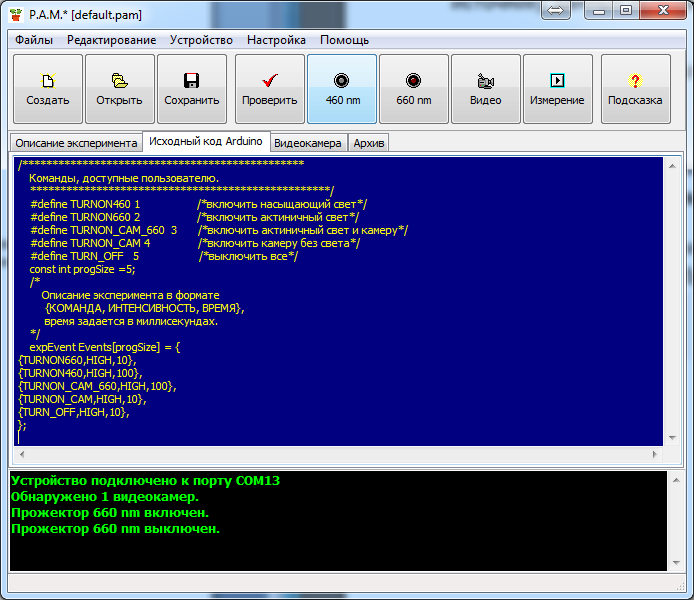 P.A.M.* [default.pam]
Файлы Редактирование Устройство Настройка Помощь
Создать Открыть Сохранить Проверить 460 nm 660 nm Видео Измерение Подсказка
Описание эксперимента Исходный код Arduino Видеокамера Архив
/***********************************************
Команды, доступные пользователю.
**************************************************/
#define TURNON460 1 /*включить насыщающий свет*/
#define TURNON660 2 /*включить актиничный свет*/
#define TURNON_CAM_660 3 /*включить актиничный свет и камеру*/
#define TURNON_CAM 4 /*включить камеру без света*/
#define TURN_OFF 5 /*выключить все*/
const int progSize =5;
/*
Описание эксперимента в формате
{КОМАНДА, ИНТЕНСИВНОСТЬ, ВРЕМЯ},
время задается в миллисекундах.
*/
expEvent Events[progSize] = {
{TURNON660,HIGH,10},
{TURNON460,HIGH,100},
{TURNON_CAM_660,HIGH,100},
{TURNON_CAM,HIGH,10},
{TURN_OFF,HIGH,10},
};
Устройство подключено к порту COM13
Обнаружено 1 видеокамер.
Прожектор 660 nm включен.
Прожектор 660 nm выключен.